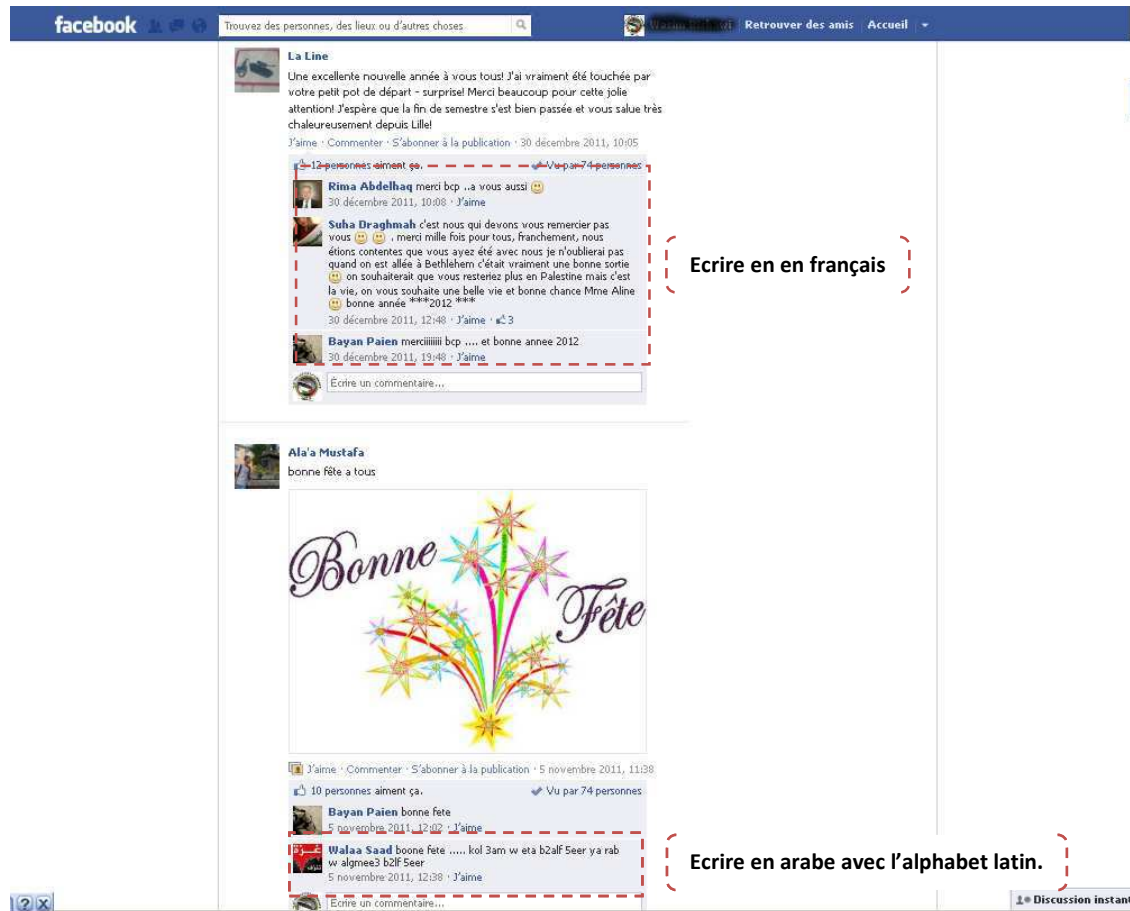 facebook
Trouvez des personnes, des lieux ou d'autres choses
Retrouver des amis Accueil
La Line
Une excellente nouvelle année à vous tous! J'ai vraiment été touchée par
votre petit pot de départ - surprise! Merci beaucoup pour cette jolie
attention! J'espère que la fin de semestre s'est bien passée et vous salue très
chaleureusement depuis Lille!
J'aime · Commenter · S'abonner à la publication · 30 décembre 2011, 10:05
12 personnes aiment ça. Vu par 74 personnes
Rima Abdelhaq merci bcp ..a vous aussi
30 décembre 2011, 10:08 · J'aime
Suha Draghmah c'est nous qui devons vous remercier pas
vous . merci mille fois pour tous, franchement, nous
étions contentes que vous ayez été avec nous je n'oublierai pas
quand on est allée à Bethlehem c'était vraiment une bonne sortie
on souhaiterait que vous resteriez plus en Palestine mais c'est
la vie, on vous souhaite une belle vie et bonne chance Mme Aline
bonne année ***2012 ***
30 décembre 2011, 12:48 · J'aime · 3
Bayan Paien merciiiiiiii bcp .... et bonne annee 2012
30 décembre 2011, 19:48 · J'aime
Écrire un commentaire...
Ecrire en en français
Ala'a Mustafa
bonne fête a tous
Bonne
Fête
J'aime · Commenter · S'abonner à la publication · 5 novembre 2011, 11:38
10 personnes aiment ça. Vu par 74 personnes
Bayan Paien bonne fete
5 novembre 2011, 12:02 · J'aime
Walaa Saad boone fete ..... kol 3am w eta b2alf 5eer ya rab
w algmee3 b2lf 5eer
5 novembre 2011, 12:38 · J'aime
Écrire un commentaire...
Ecrire en arabe avec l'alphabet latin.
Discussion instant